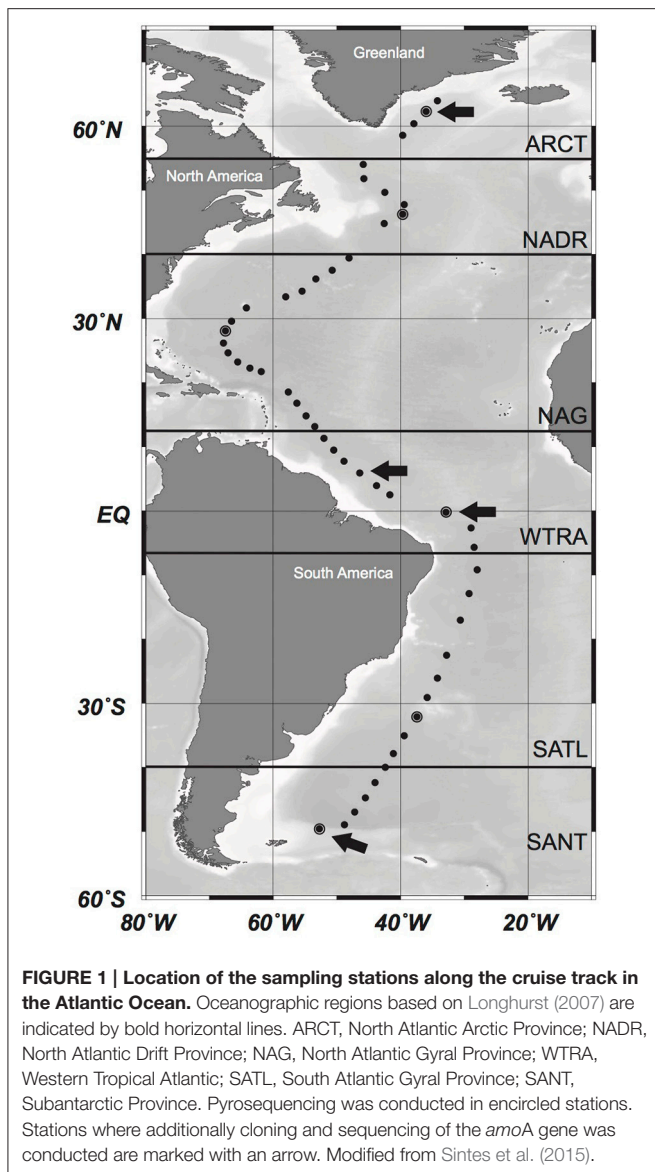 Greenland
60°N
ARCT
North America
NADR
30°N
NAG
EQ
WTRA
South America
30°S
SATL
SANT
60°S
80°W 60°W 40°W 20°W
FIGURE 1 | Location of the sampling stations along the cruise track in
the Atlantic Ocean. Oceanographic regions based on Longhurst (2007) are
indicated by bold horizontal lines. ARCT, North Atlantic Arctic Province; NADR,
North Atlantic Drift Province; NAG, North Atlantic Gyral Province; WTRA,
Western Tropical Atlantic; SATL, South Atlantic Gyral Province; SANT,
Subantarctic Province. Pyrosequencing was conducted in encircled stations.
Stations where additionally cloning and sequencing of the amoA gene was
conducted are marked with an arrow. Modified from Sintes et al. (2015).